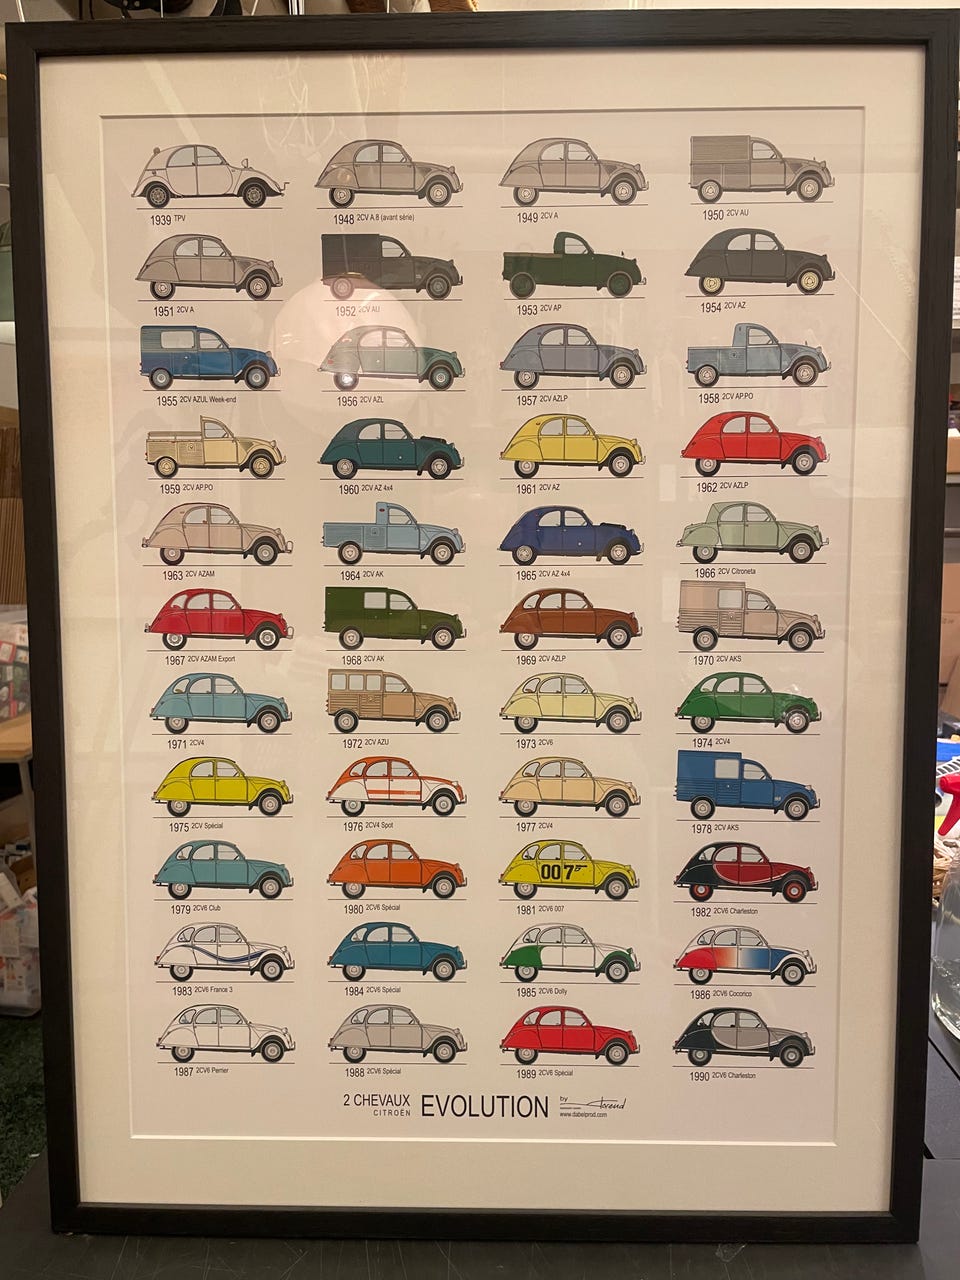 1939 TPV
1948 2CV A.8 (avant série)
1949 2CV A
1950 2CV AU
1951 2CV A
1952 2CV AU
1953 2CV AP
1954 2CV AZ
1955 2CV AZUL Week-end
1956 2CV AZL
1957 2CV AZLP
1958 2CV AP.PO
1959 2CV AP.PO
1960 2CV AZ 4x4
1961 2CV AZ
1962 2CV AZLP
1963 2CV AZAM
1964 2CV AK
1965 2CV AZ 4x4
1966 2CV Citroneta
1967 2CV AZAM Export
1968 2CV AK
1969 2CV AZLP
1970 2CV AKS
1971 2CV4
1972 2CV AZU
1973 2CV6
1974 2CV4
1975 2CV Spécial
1976 2CV4 Spot
1977 2CV4
1978 2CV AKS
1979 2CV6 Club
1980 2CV6 Spécial
007
1981 2CV6 007
1982 2CV6 Charleston
1983 2CV6 France 3
1984 2CV6 Spécial
1985 2CV6 Dolly
1986 2CV6 Cocorico
1987 2CV6 Perrier
1988 2CV6 Spécial
1989 2CV6 Spécial
1990 2CV6 Charleston
2 CHEVAUX
CITROËN
EVOLUTION
by
www.dabelprod.com